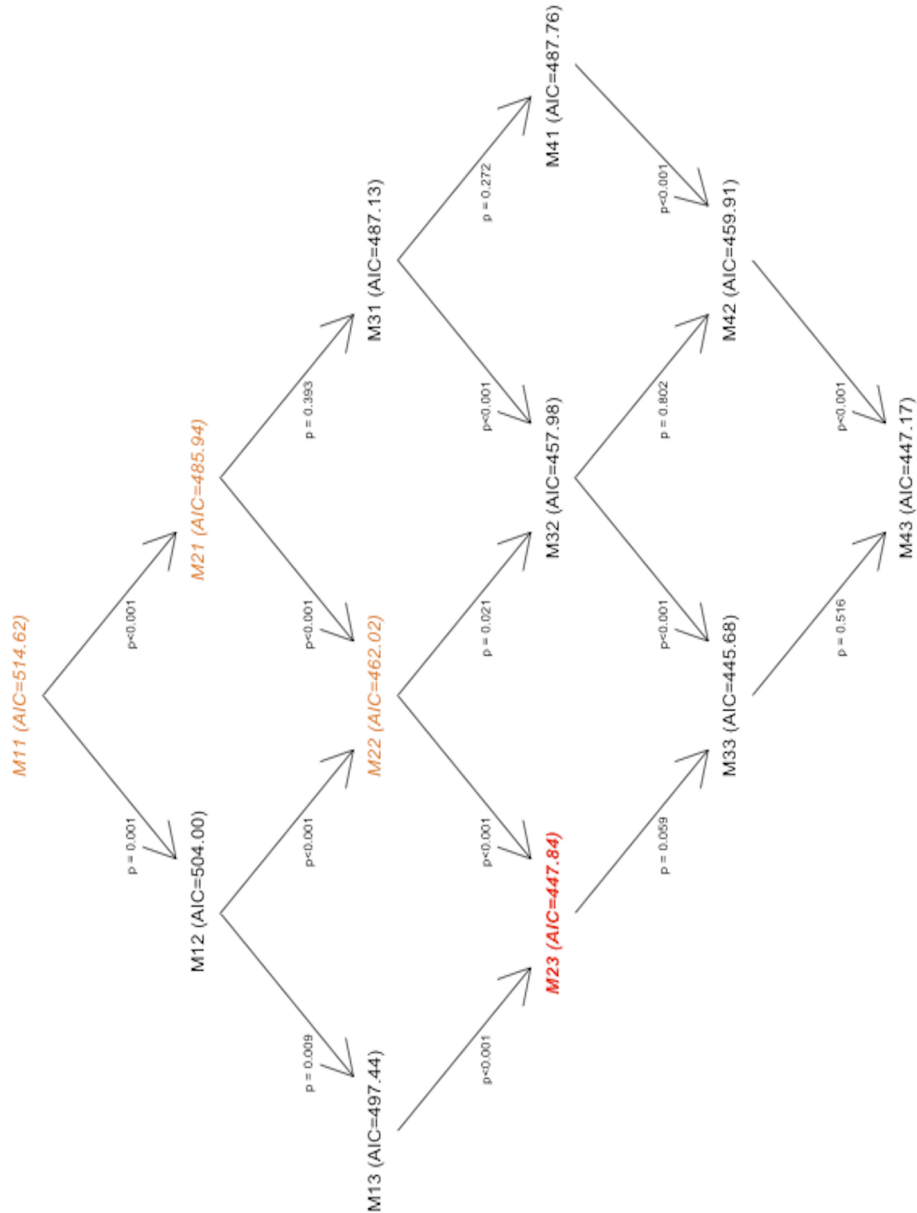 M11 (AIC=514.62)
p = 0.001
p<0.001
M12 (AIC=504.00)
M21 (AIC=485.94)
p = 0.009
p<0.001
p<0.001
p = 0.393
M13 (AIC=497.44)
M22 (AIC=462.02)
M31 (AIC=487.13)
p<0.001
p<0.001
p = 0.021
p<0.001
p = 0.272
M23 (AIC=447.84)
M32 (AIC=457.98)
M41 (AIC=487.76)
p = 0.059
p<0.001
p = 0.802
p<0.001
M33 (AIC=445.68)
M42 (AIC=459.91)
p = 0.516
p<0.001
M43 (AIC=447.17)